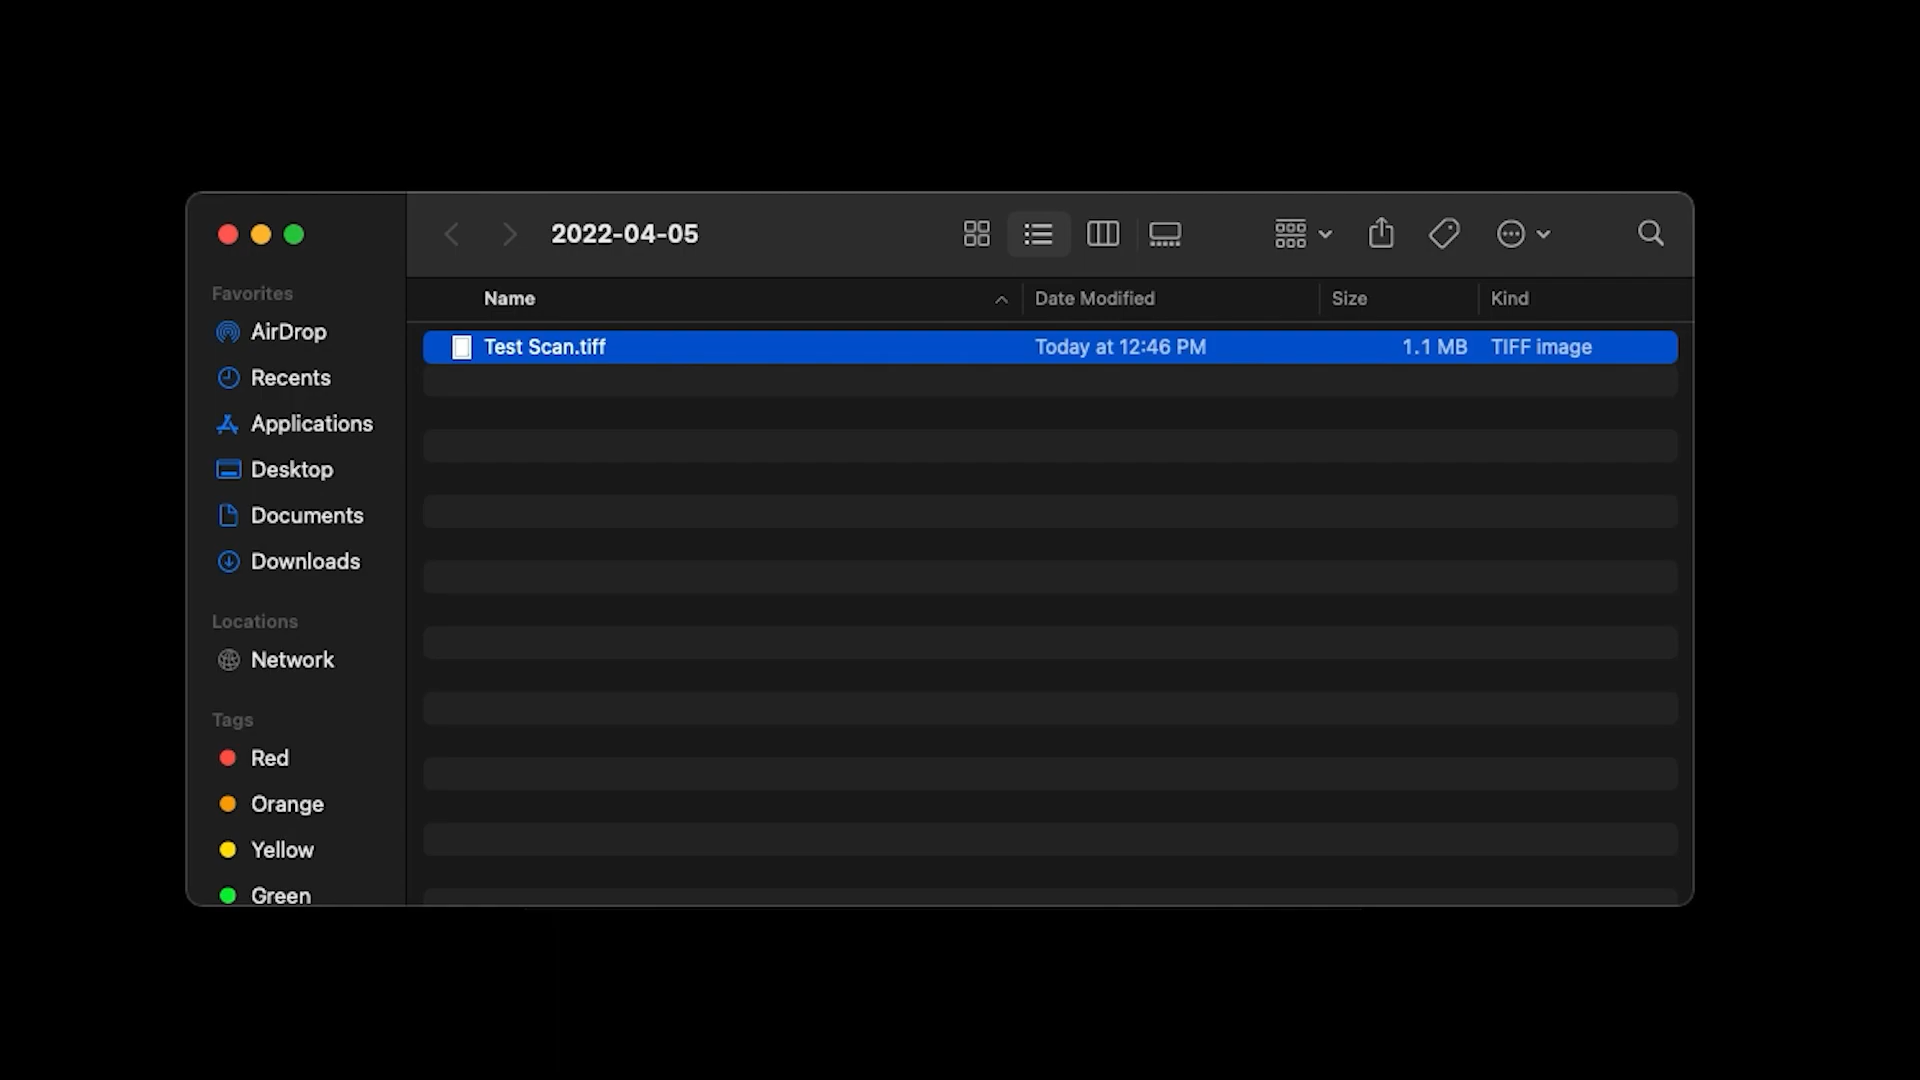 2022-04-05
Favorites
AirDrop
Recents
Applications
Desktop
Documents
Downloads
Locations
Network
Tags
Red
Orange
Yellow
Green
Name Date Modified Size Kind
Test Scan.tiff Today at 12:46 PM 1.1 MB TIFF image